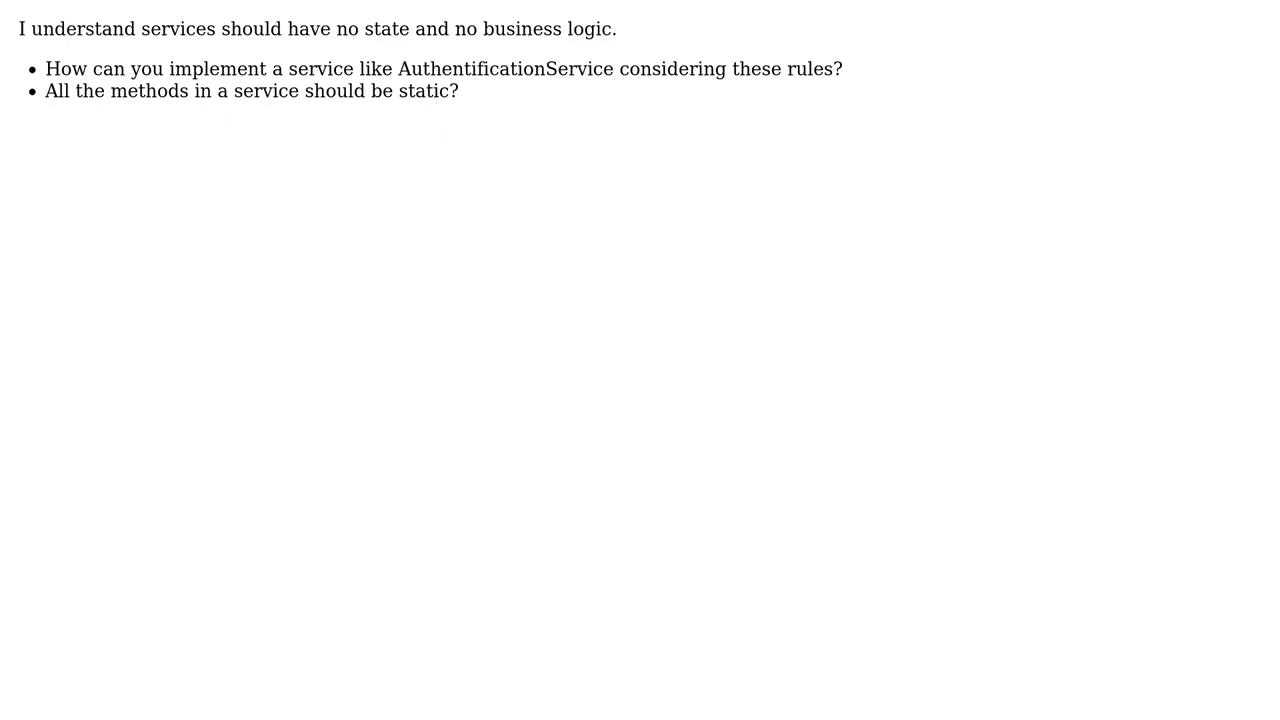 I understand services should have no state and no business logic.
• How can you implement a service like AuthentificationService considering these rules?
• All the methods in a service should be static?